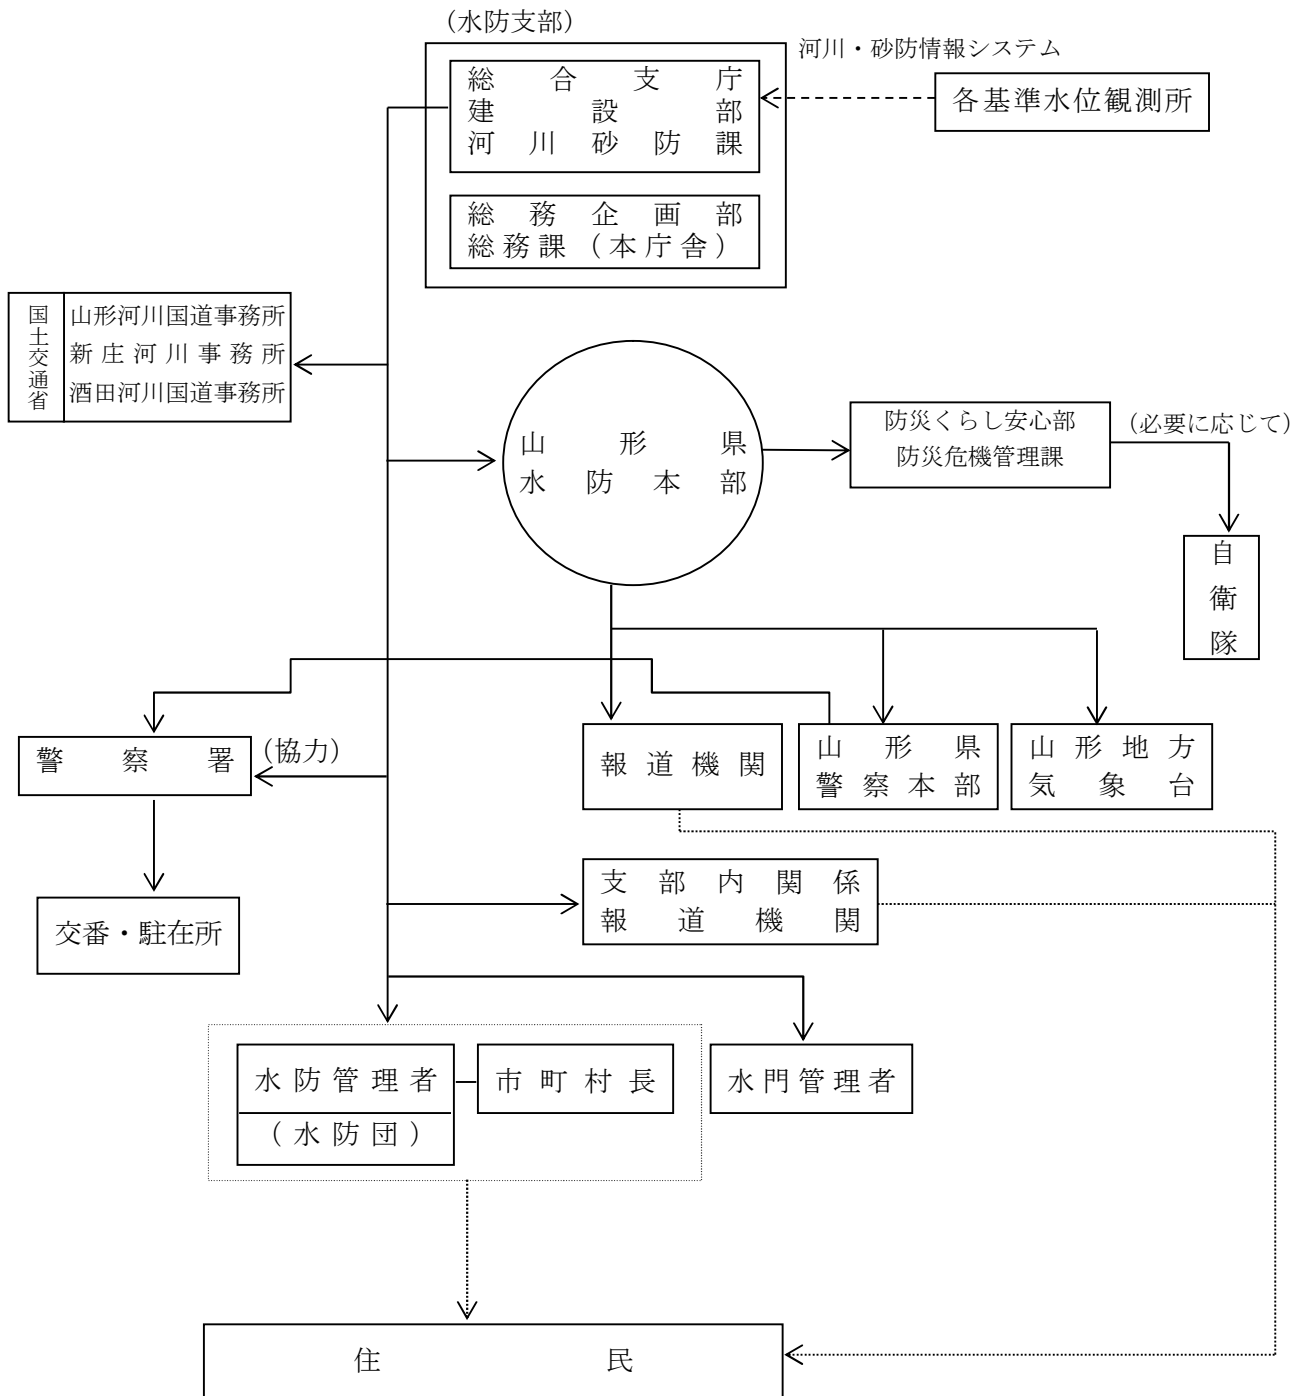 (水防支部)
河川・砂防情報システム
総合支庁
建設部
河川砂防課
各基準水位観測所
総務企画部
総務課(本庁舎)
国土交通省
山形河川国道事務所
新庄河川事務所
酒田河川国道事務所
山形県
水防本部
防災くらし安心部
防災危機管理課
(必要に応じて)
自衛隊
警察署
(協力)
報道機関
山形県
警察本部
山形地方
気象台
交番・駐在所
支部内関係
報道機関
水防管理者
(水防団)
市町村長
水門管理者
住民